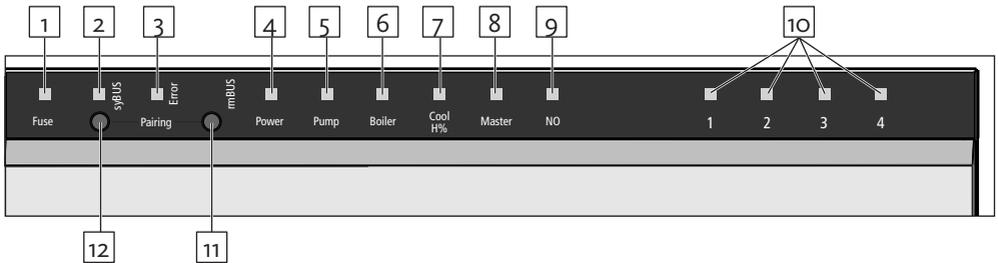 1 2 3 4 5 6 7 8 9 10
syBUS Error rmBUS
Fuse Pairing Power Pump Boiler Cool H% Master NO 1 2 3 4
12 11